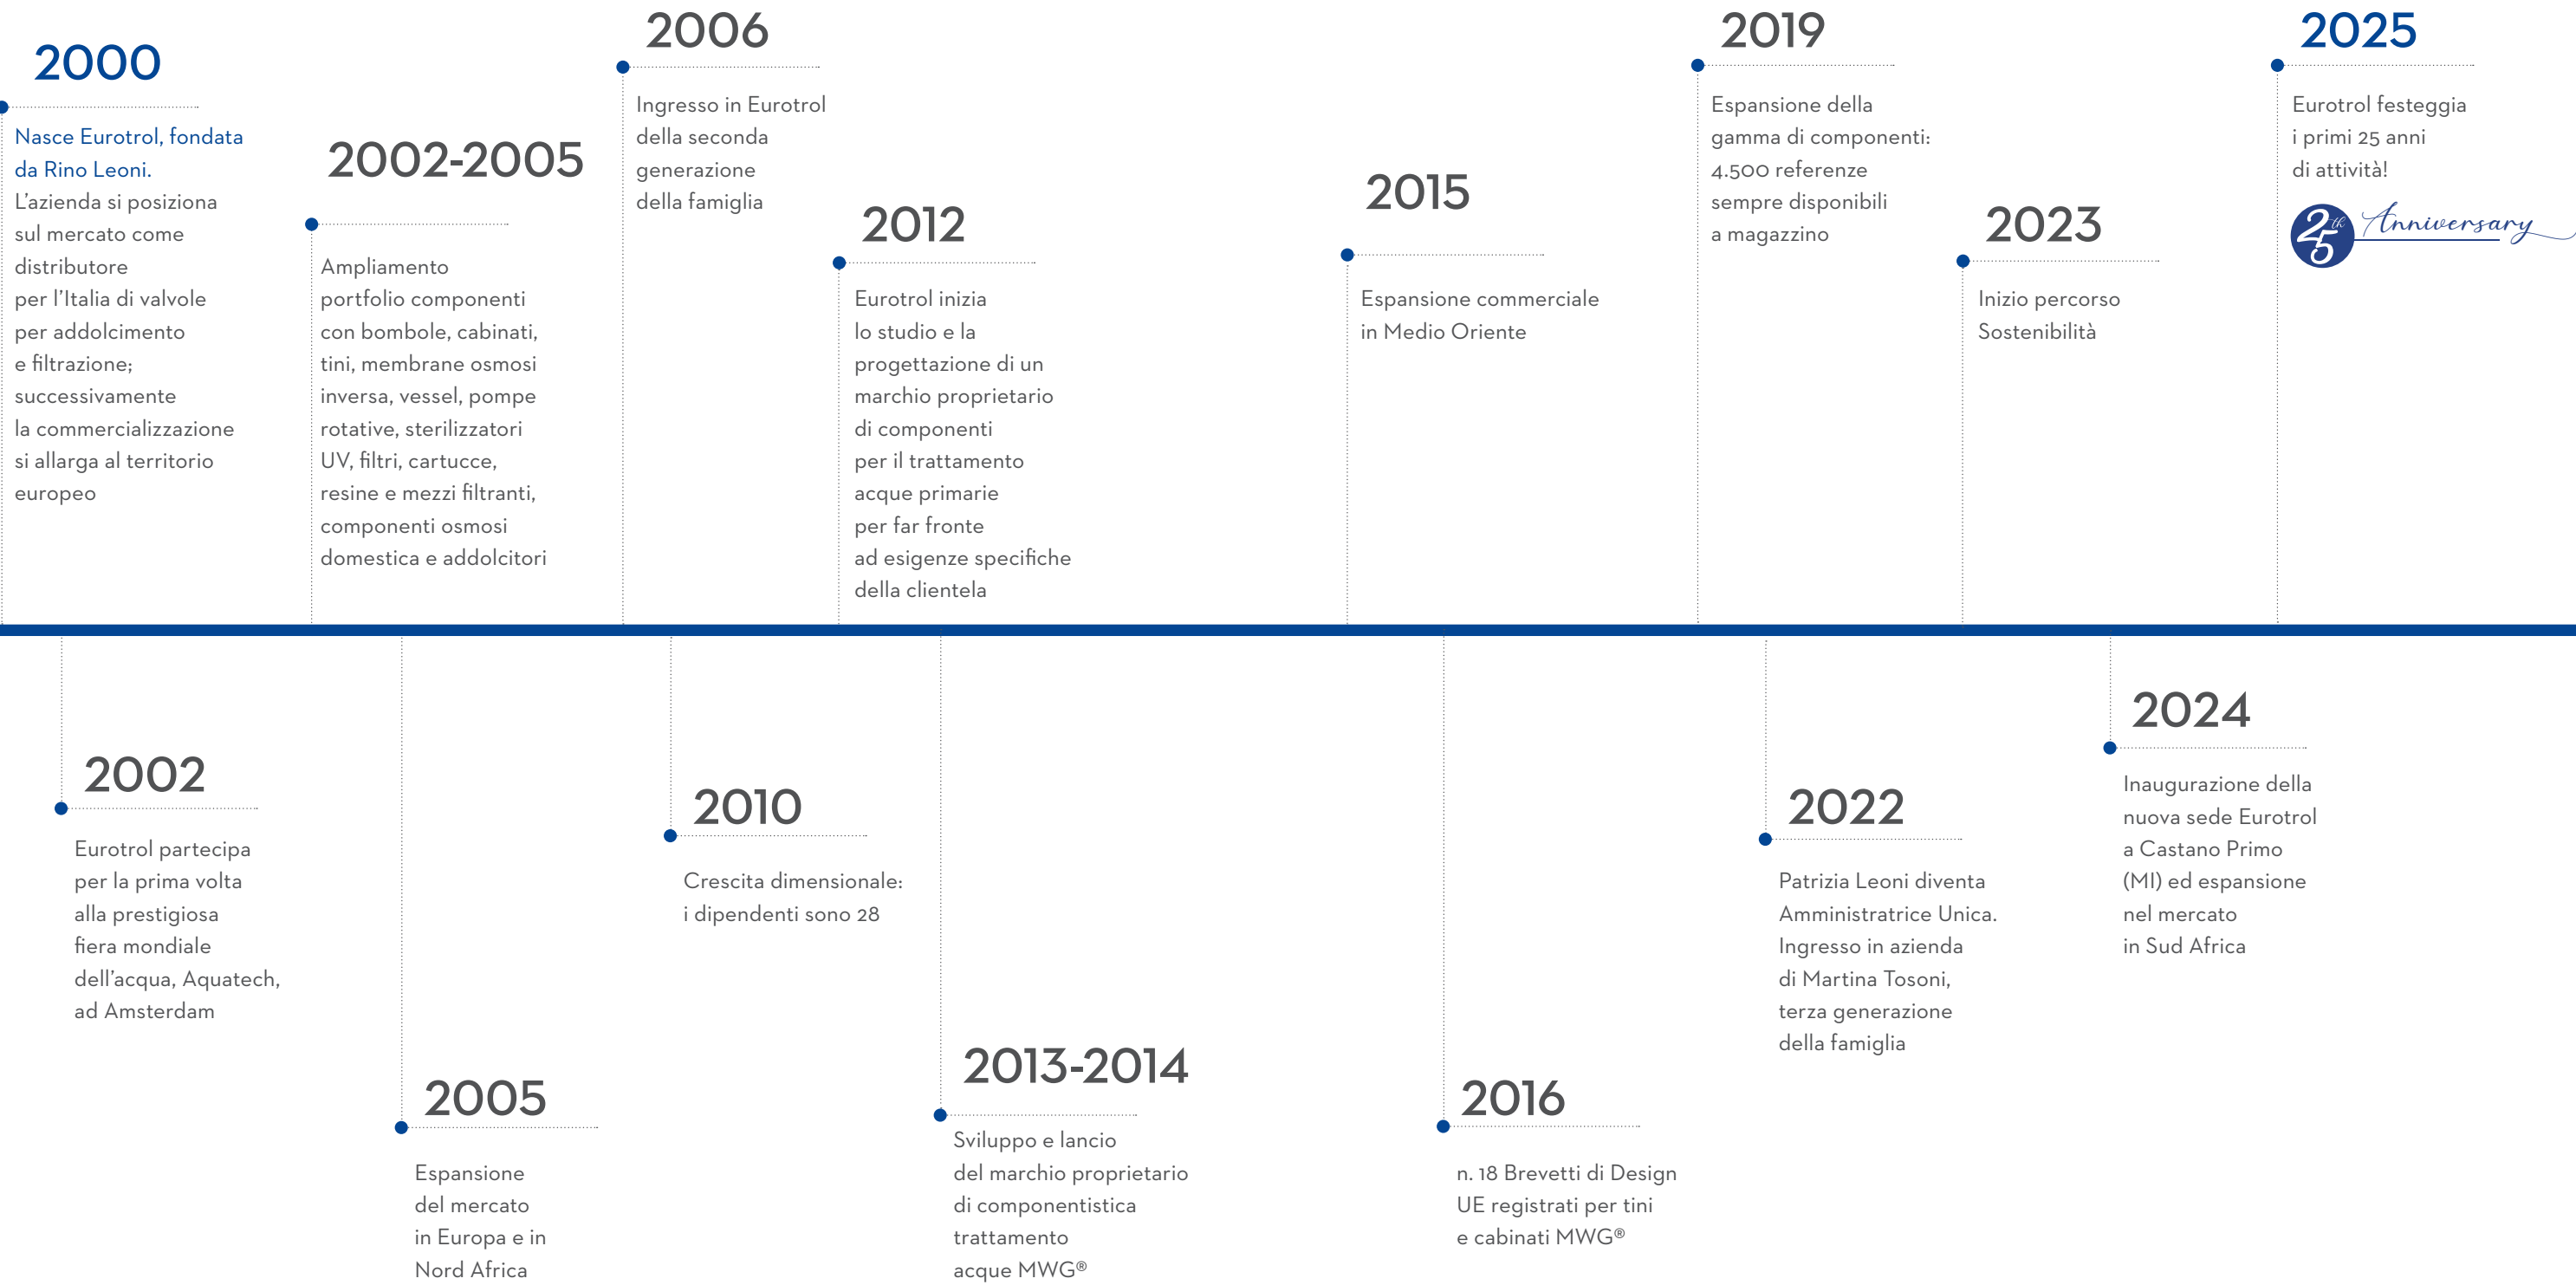 2000
Nasce Eurotrol, fondata
da Rino Leoni.
L’azienda si posiziona
sul mercato come
distributore
per l’Italia di valvole
per addolcimento
e filtrazione;
successivamente
la commercializzazione
si allarga al territorio
europeo
2002-2005
Ampliamento
portfolio componenti
con bombole, cabinati,
tini, membrane osmosi
inversa, vessel, pompe
rotative, sterilizzatori
UV, filtri, cartucce,
resine e mezzi filtranti,
componenti osmosi
domestica e addolcitori
2006
Ingresso in Eurotrol
della seconda
generazione
della famiglia
2012
Eurotrol inizia
lo studio e la
progettazione di un
marchio proprietario
di componenti
per il trattamento
acque primarie
per far fronte
ad esigenze specifiche
della clientela
2015
Espansione commerciale
in Medio Oriente
2019
Espansione della
gamma di componenti:
4.500 referenze
sempre disponibili
a magazzino
2023
Inizio percorso
Sostenibilità
2025
Eurotrol festeggia
i primi 25 anni
di attività!
25th Anniversary
2002
Eurotrol partecipa
per la prima volta
alla prestigiosa
fiera mondiale
dell’acqua, Aquatech,
ad Amsterdam
2005
Espansione
del mercato
in Europa e in
Nord Africa
2010
Crescita dimensionale:
i dipendenti sono 28
2013-2014
Sviluppo e lancio
del marchio proprietario
di componentistica
trattamento
acque MWG®
2016
n. 18 Brevetti di Design
UE registrati per tini
e cabinati MWG®
2022
Patrizia Leoni diventa
Amministratrice Unica.
Ingresso in azienda
di Martina Tosoni,
terza generazione
della famiglia
2024
Inaugurazione della
nuova sede Eurotrol
a Castano Primo
(MI) ed espansione
nel mercato
in Sud Africa